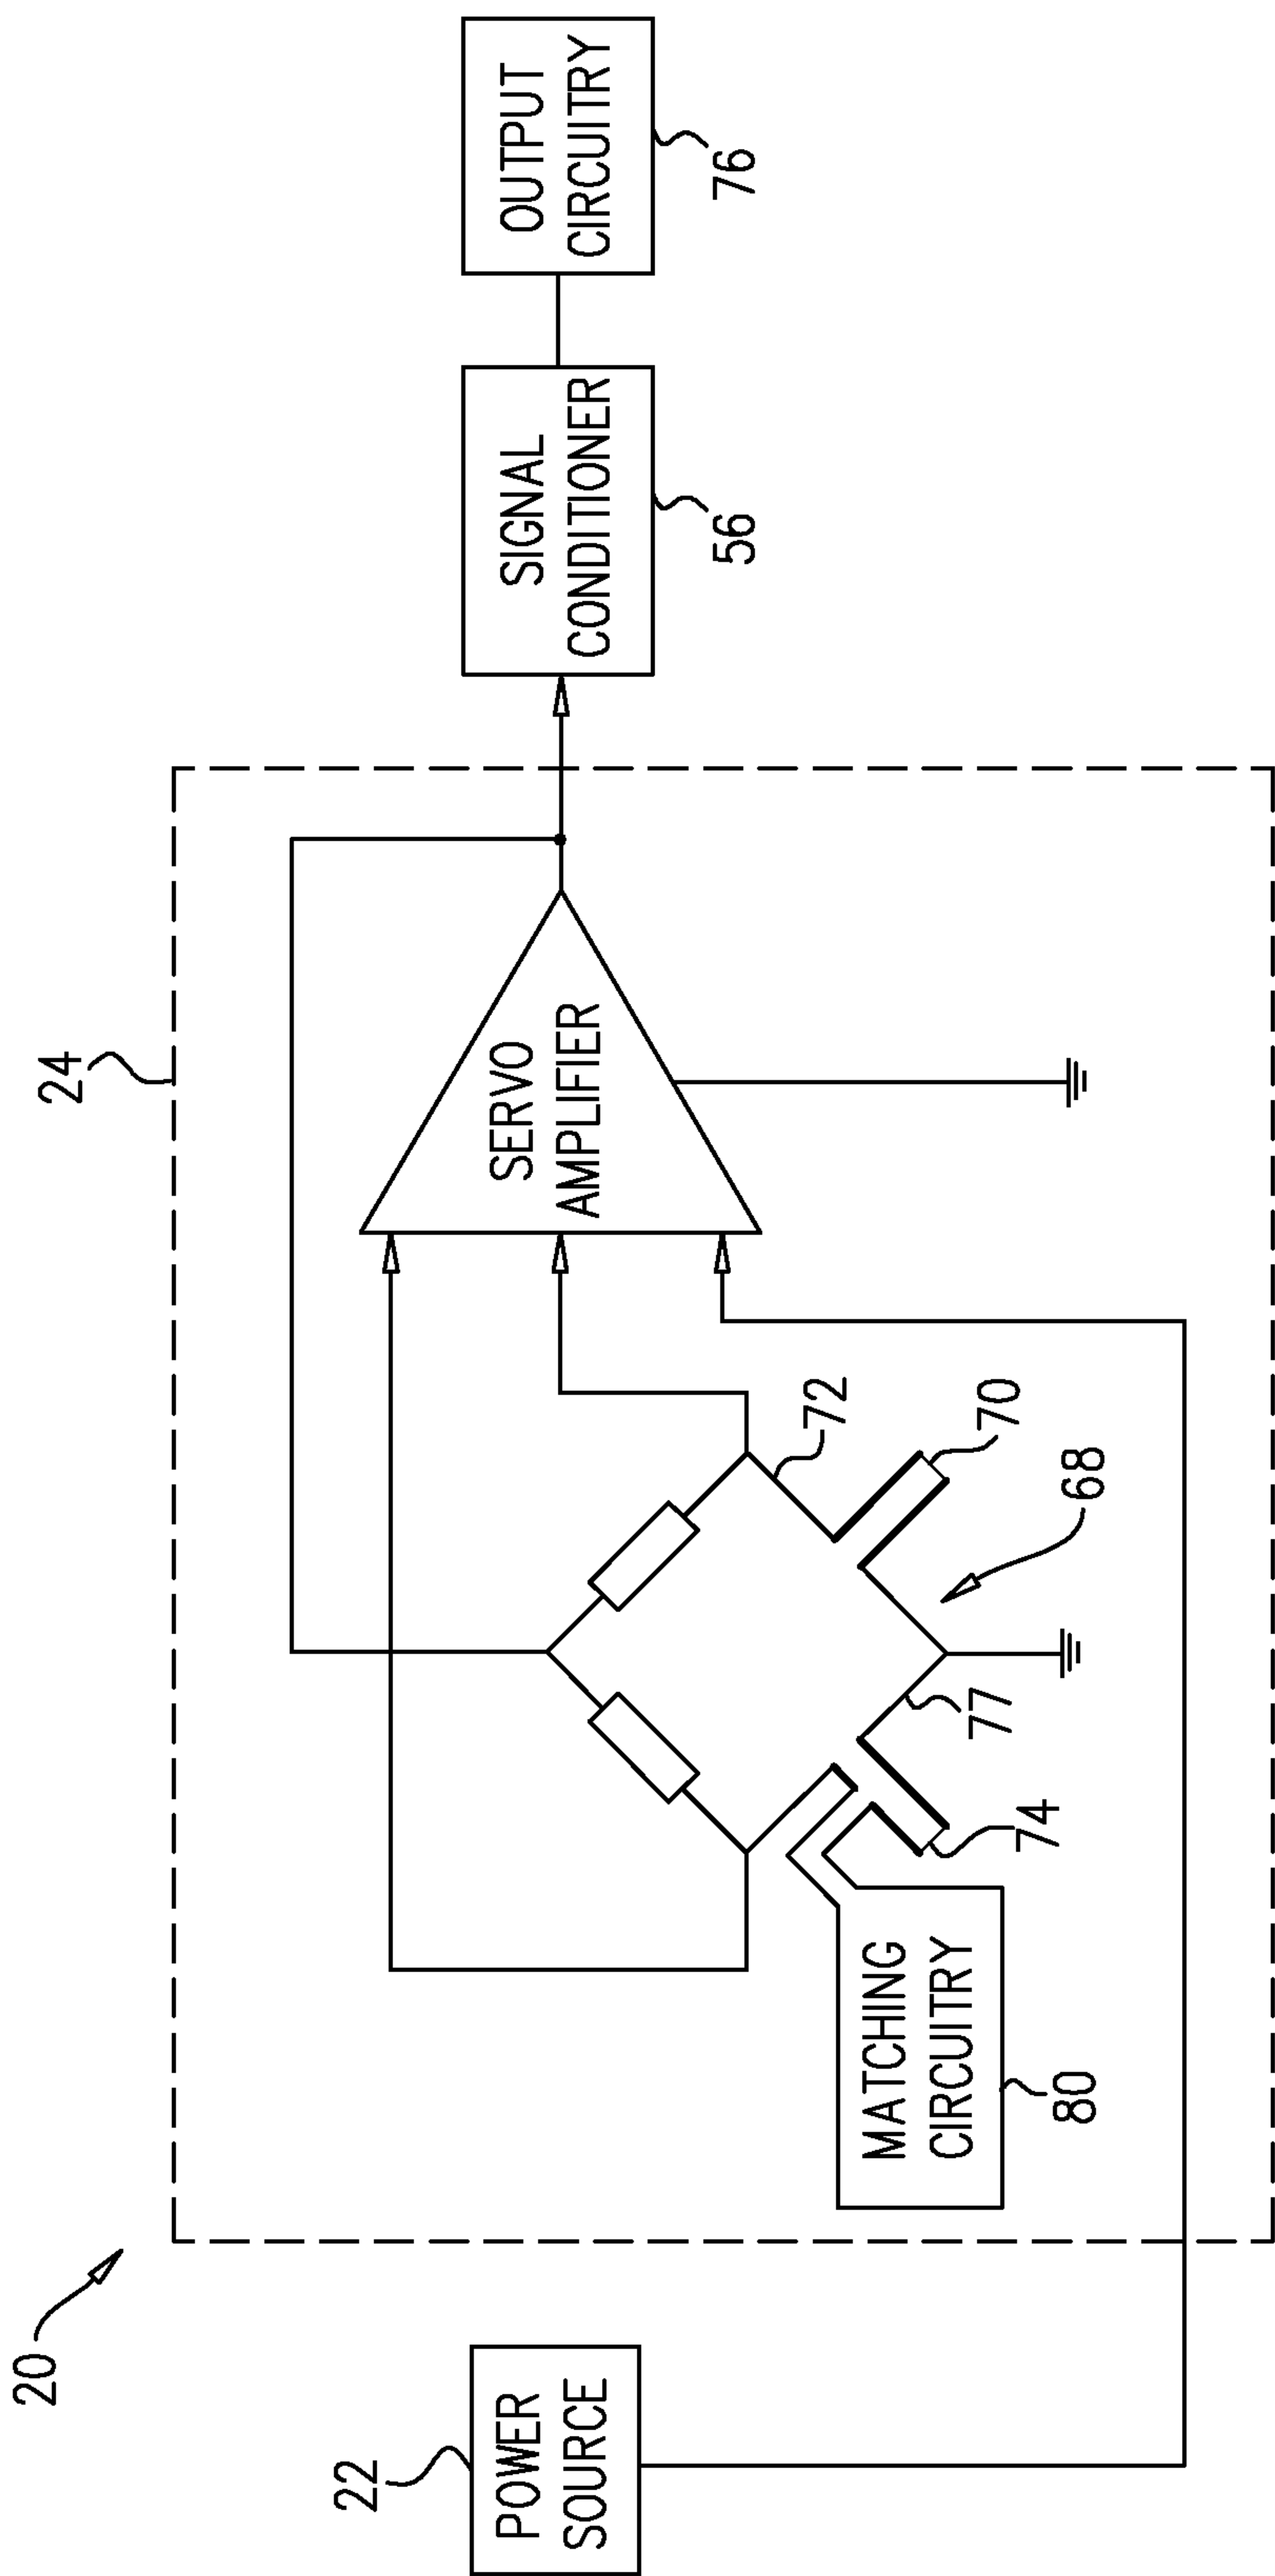 20
24
22
POWER
SOURCE
SERVO
AMPLIFIER
SIGNAL
CONDITIONER
56
OUTPUT
CIRCUITRY
76
72
70
68
77
74
MATCHING
CIRCUITRY
80